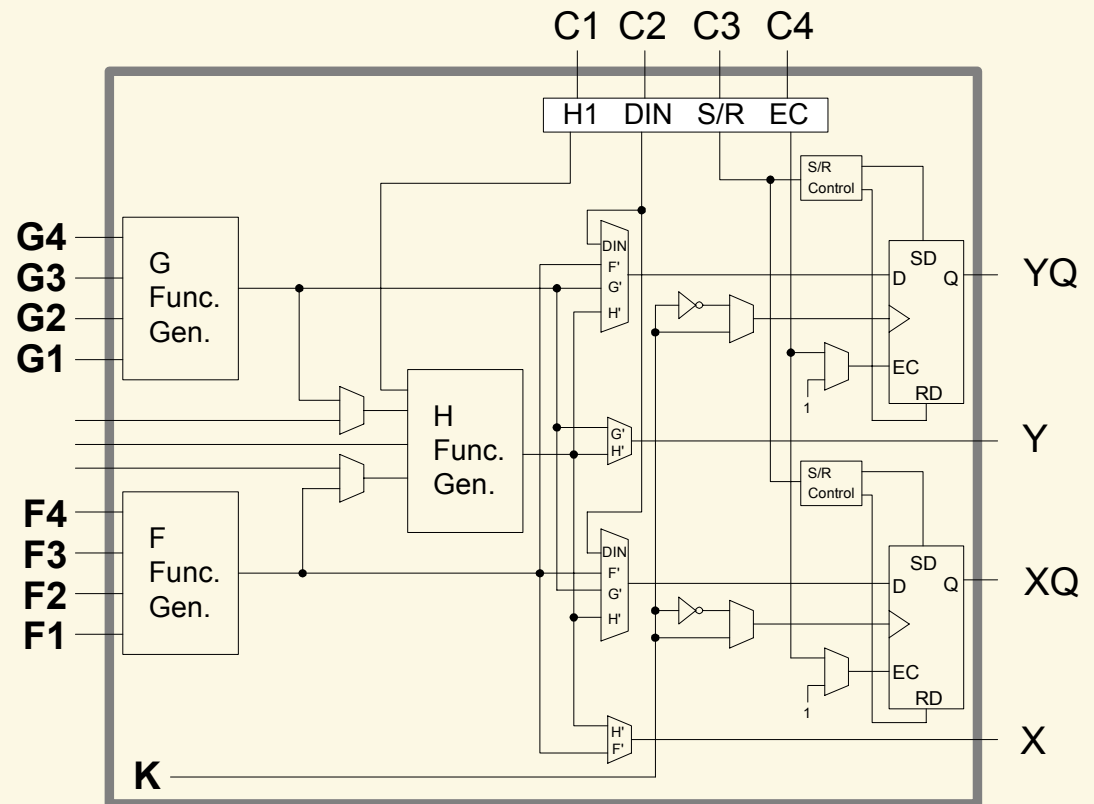 C1 C2 C3 C4
H1 DIN S/R EC
S/R
Control
G4
G3
G2
G1
G
Func.
Gen.
DIN
F'
G'
H'
SD
D
Q
EC
RD
YQ
1
H
Func.
Gen.
G'
H'
Y
S/R
Control
F4
F3
F2
F1
F
Func.
Gen.
DIN
F'
G'
H'
SD
D
Q
EC
RD
XQ
1
H'
F'
X
K